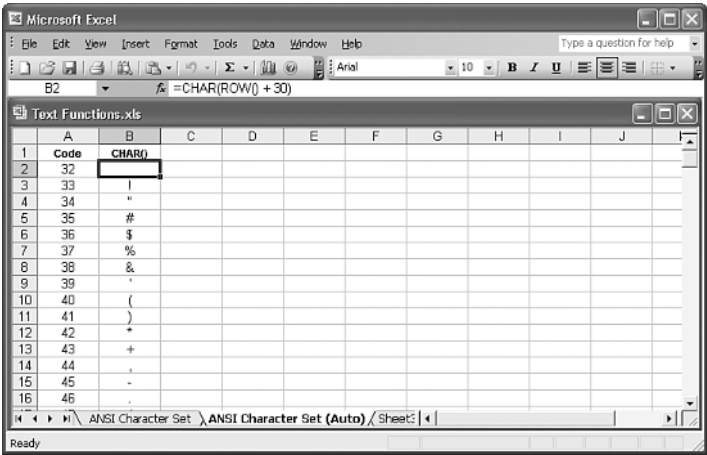 Microsoft Excel
File Edit View Insert Format Tools Data Window Help Type a question for help
Σ Arial 10 B I U
B2 fx =CHAR(ROW() + 30)
Text Functions.xls
A B C D E F G H I J
1 Code CHAR()
2 32
3 33 !
4 34 "
5 35 #
6 36 $
7 37 %
8 38 &
9 39 '
10 40 (
11 41 )
12 42 *
13 43 +
14 44 ,
15 45 -
16 46 .
ANSI Character Set ANSI Character Set (Auto) Sheet3
Ready